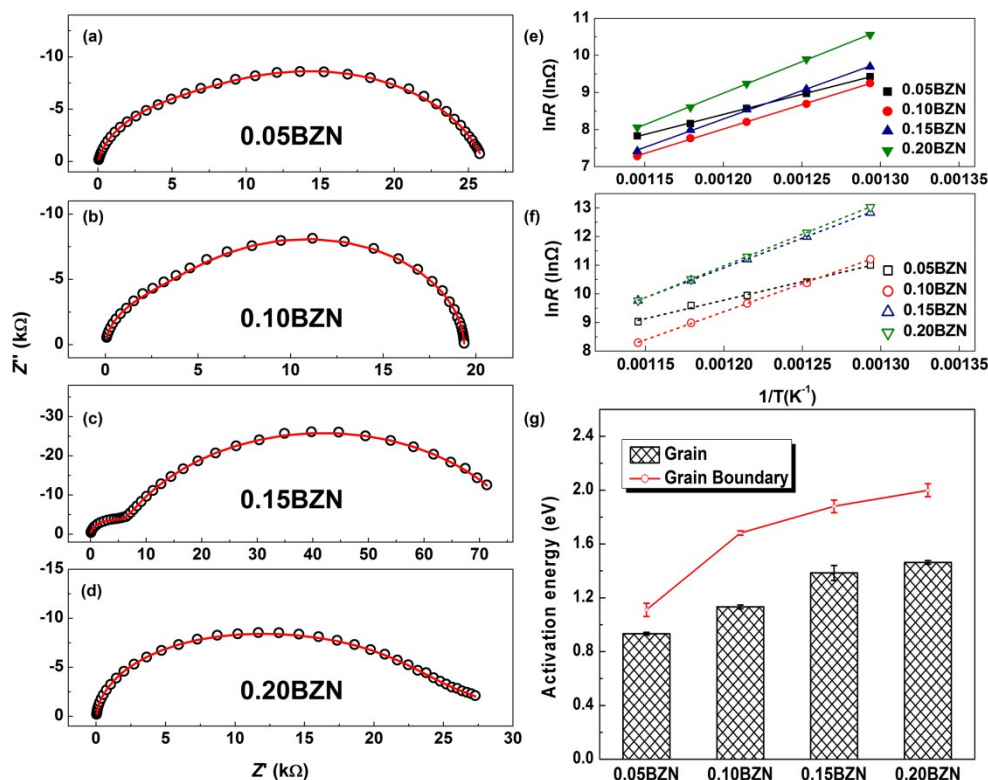 (a)
-10
-5
0
0.05BZN
0 5 10 15 20 25
(b)
-10
-5
0
0.10BZN
0 5 10 15 20
(c)
-30
-20
-10
0
0.15BZN
0 10 20 30 40 50 60 70
(d)
-15
-10
-5
0
0.20BZN
0 5 10 15 20 25 30
Z'' (kΩ)
Z' (kΩ)
(e)
11
10
9
8
7
lnR (lnΩ)
0.05BZN
0.10BZN
0.15BZN
0.20BZN
0.00115 0.00120 0.00125 0.00130 0.00135
(f)
13
12
11
10
9
8
lnR (lnΩ)
0.05BZN
0.10BZN
0.15BZN
0.20BZN
0.00115 0.00120 0.00125 0.00130 0.00135
1/T(K⁻¹)
(g)
2.4
2.0
1.6
1.2
0.8
0.4
0.0
Activation energy (eV)
Grain
Grain Boundary
0.05BZN 0.10BZN 0.15BZN 0.20BZN